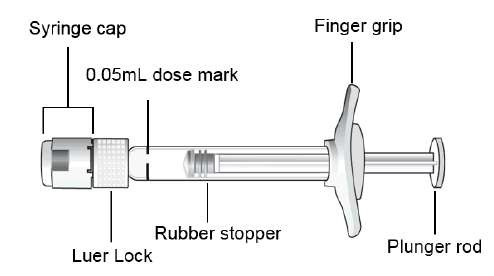 Syringe cap
Finger grip
0.05mL dose mark
Rubber stopper
Plunger rod
Luer Lock